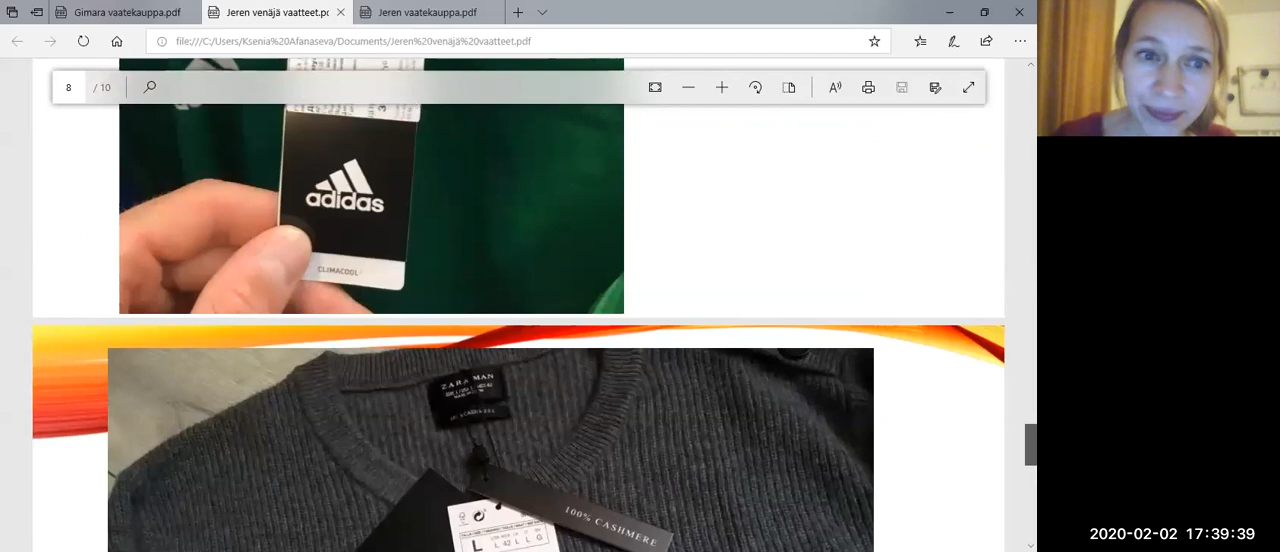 Gimara vaatekauppa.pdf
Jeren venäjä vaatteet.pd
Jeren vaatekauppa.pdf
file:///C:/Users/Ksenia%20Afanaseva/Documents/Jeren%20venäjä%20vaatteet.pdf
8 / 10
adidas
CLIMACOOL
ZARA MAN
100% CASHMERE
L
L 42 L L G
2020-02-02 17:39:39